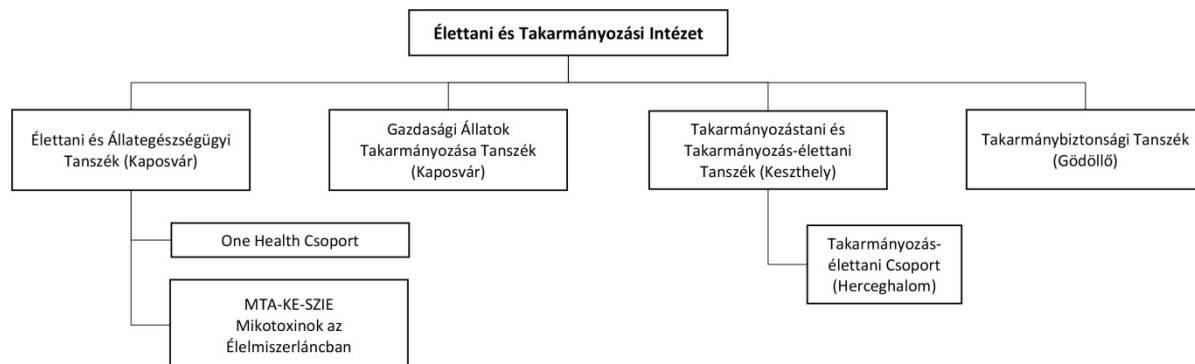 Élettani és Takarmányozási Intézet
Élettani és Állategészségügyi
Tanszék (Kaposvár)
Gazdasági Állatok
Takarmányozása Tanszék
(Kaposvár)
Takarmányozástani és
Takarmányozás-élettani
Tanszék (Keszthely)
Takarmánybiztonsági Tanszék
(Gödöllő)
One Health Csoport
MTA-KE-SZIE
Mikotoxinok az
Élelmiszerláncban
Takarmányozás-
élettani Csoport
(Herceghalom)